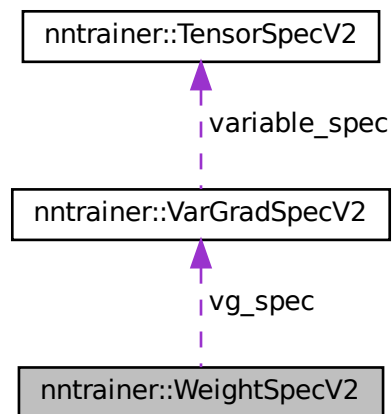 nntrainer::TensorSpecV2
variable_spec
nntrainer::VarGradSpecV2
vg_spec
nntrainer::WeightSpecV2